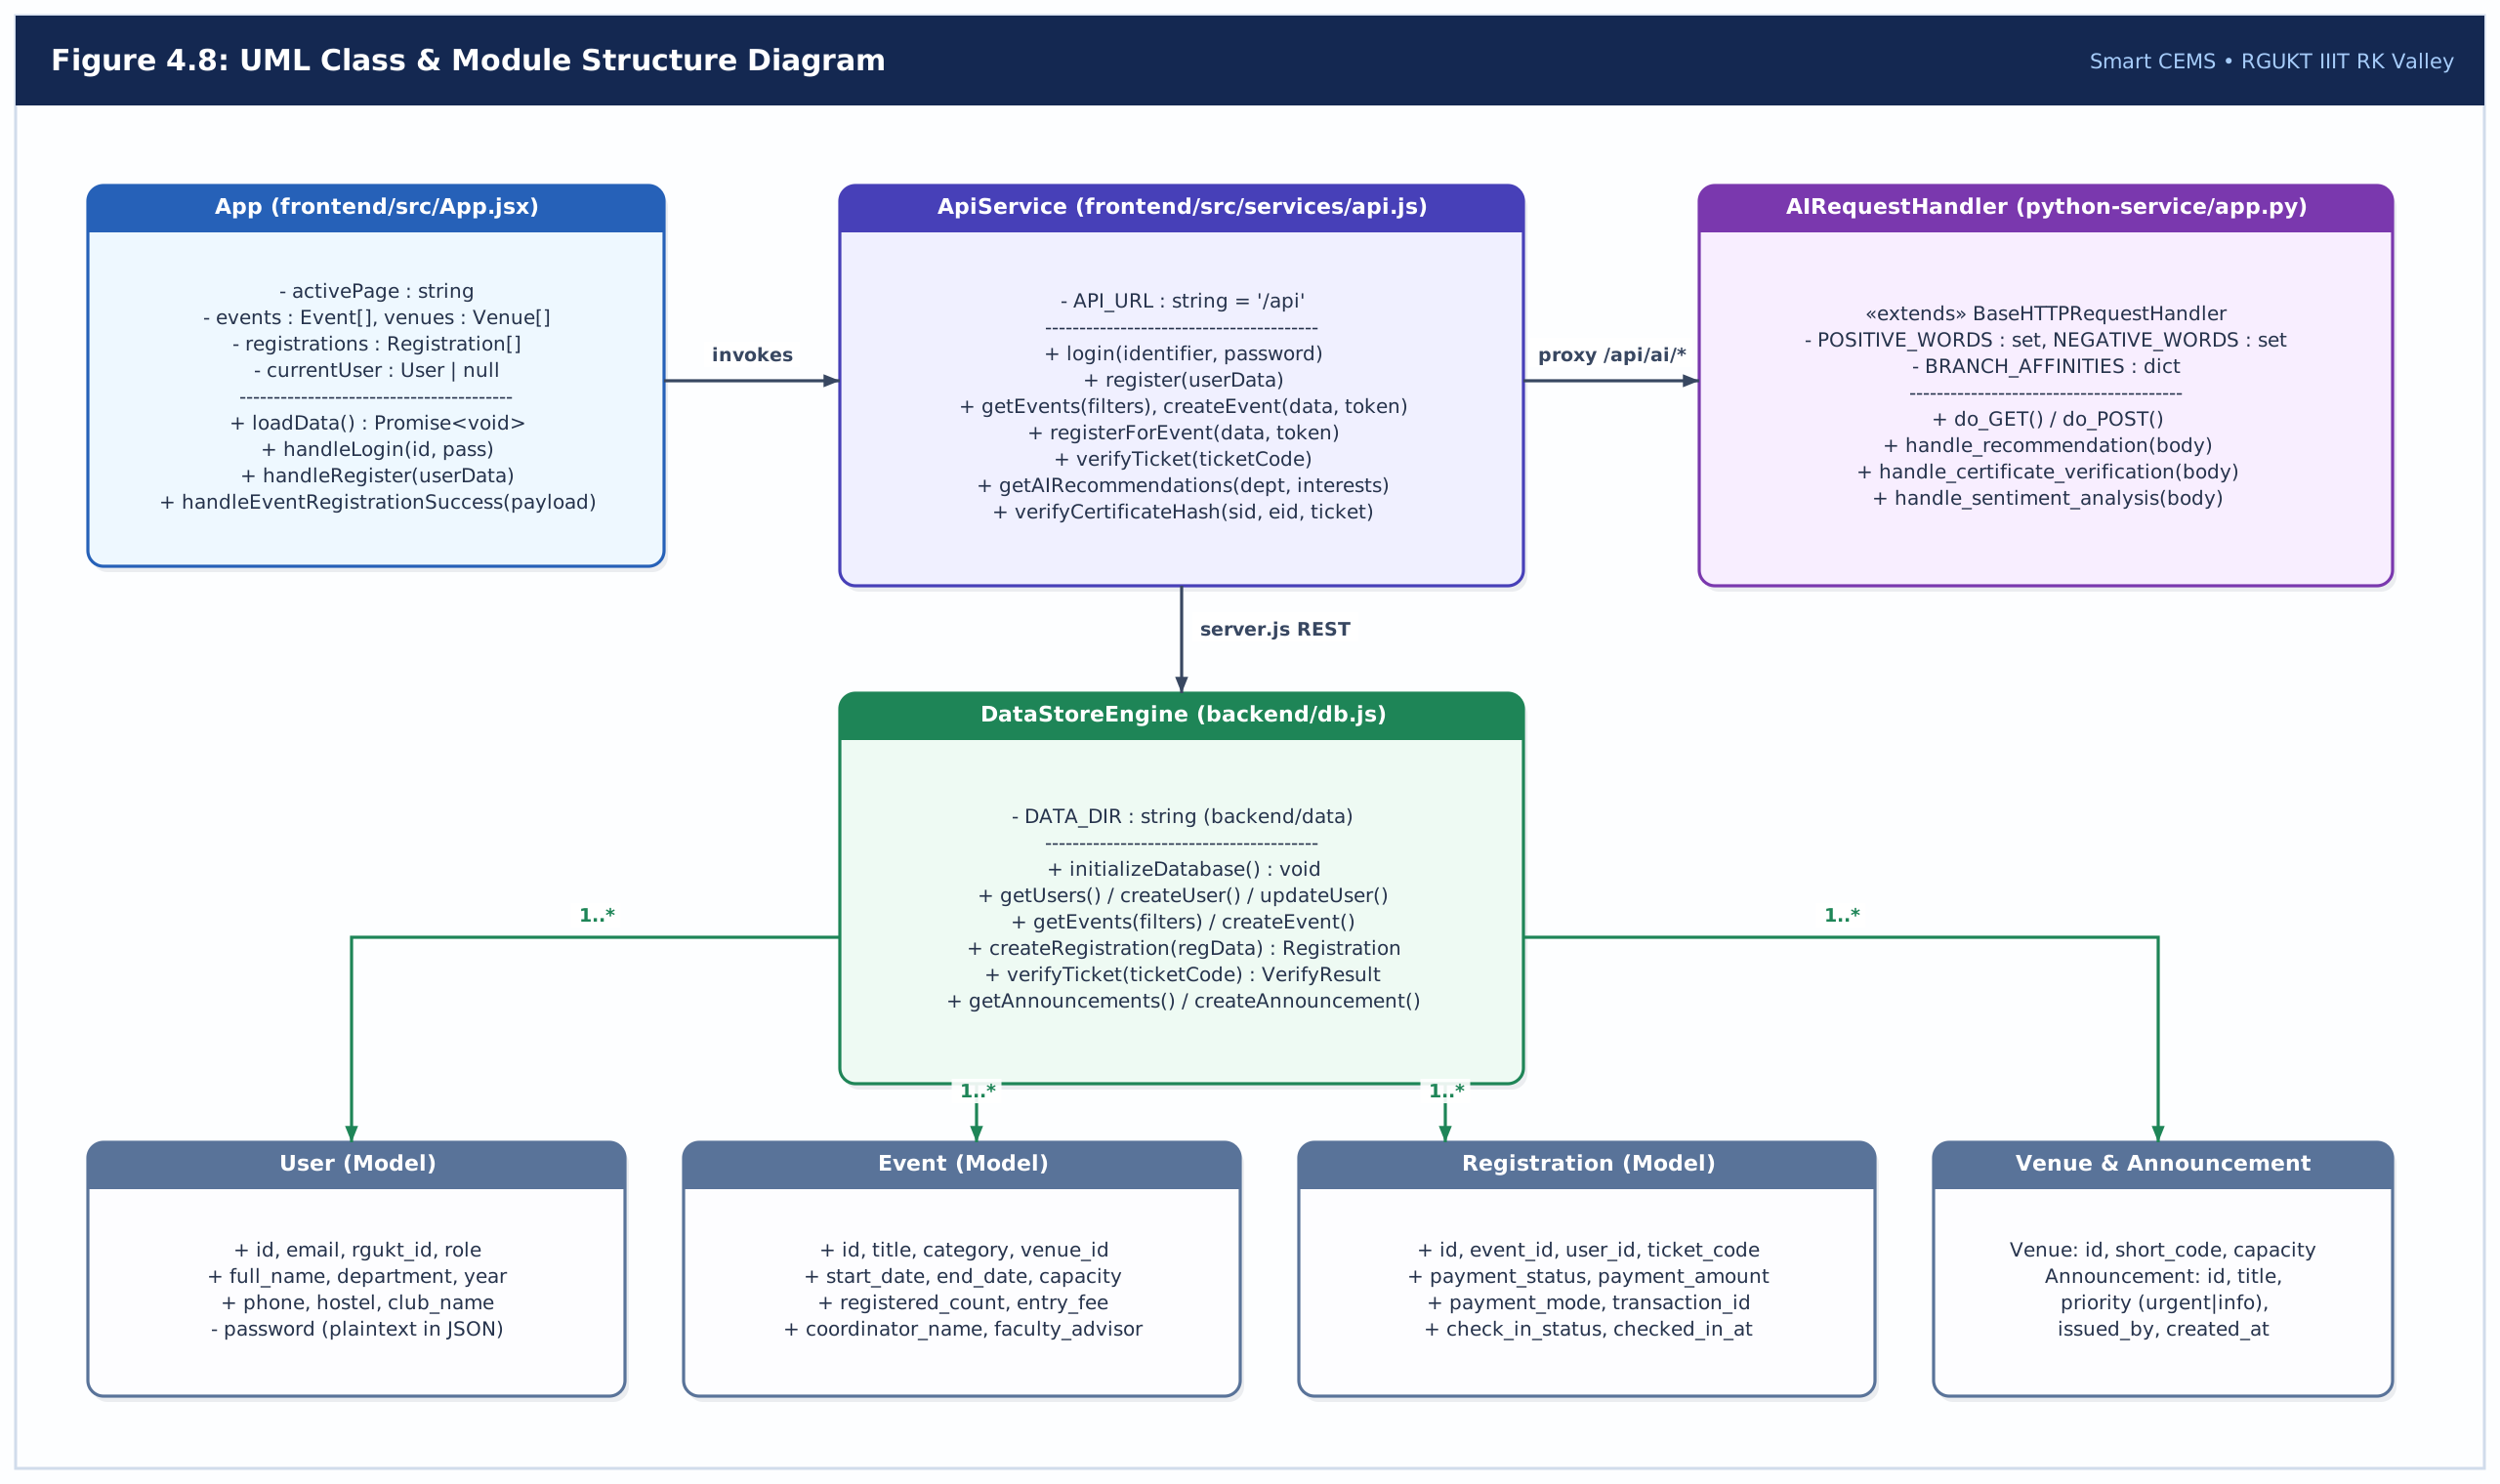 Figure 4.8: UML Class & Module Structure Diagram
Smart CEMS • RGUKT IIIT RK Valley
App (frontend/src/App.jsx)
- activePage : string
- events : Event[], venues : Venue[]
- registrations : Registration[]
- currentUser : User | null
----------------------------------------
+ loadData() : Promise<void>
+ handleLogin(id, pass)
+ handleRegister(userData)
+ handleEventRegistrationSuccess(payload)
invokes
ApiService (frontend/src/services/api.js)
- API_URL : string = '/api'
----------------------------------------
+ login(identifier, password)
+ register(userData)
+ getEvents(filters), createEvent(data, token)
+ registerForEvent(data, token)
+ verifyTicket(ticketCode)
+ getAIRecommendations(dept, interests)
+ verifyCertificateHash(sid, eid, ticket)
proxy /api/ai/*
AIRequestHandler (python-service/app.py)
«extends» BaseHTTPRequestHandler
- POSITIVE_WORDS : set, NEGATIVE_WORDS : set
- BRANCH_AFFINITIES : dict
----------------------------------------
+ do_GET() / do_POST()
+ handle_recommendation(body)
+ handle_certificate_verification(body)
+ handle_sentiment_analysis(body)
server.js REST
DataStoreEngine (backend/db.js)
- DATA_DIR : string (backend/data)
----------------------------------------
+ initializeDatabase() : void
+ getUsers() / createUser() / updateUser()
+ getEvents(filters) / createEvent()
+ createRegistration(regData) : Registration
+ verifyTicket(ticketCode) : VerifyResult
+ getAnnouncements() / createAnnouncement()
1..*
1..*
1..*
1..*
User (Model)
+ id, email, rgukt_id, role
+ full_name, department, year
+ phone, hostel, club_name
- password (plaintext in JSON)
Event (Model)
+ id, title, category, venue_id
+ start_date, end_date, capacity
+ registered_count, entry_fee
+ coordinator_name, faculty_advisor
Registration (Model)
+ id, event_id, user_id, ticket_code
+ payment_status, payment_amount
+ payment_mode, transaction_id
+ check_in_status, checked_in_at
Venue & Announcement
Venue: id, short_code, capacity
Announcement: id, title,
priority (urgent|info),
issued_by, created_at